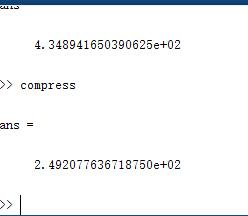 ans
4.348941650390625e+02
>> compress
ans =
2.492077636718750e+02
>>